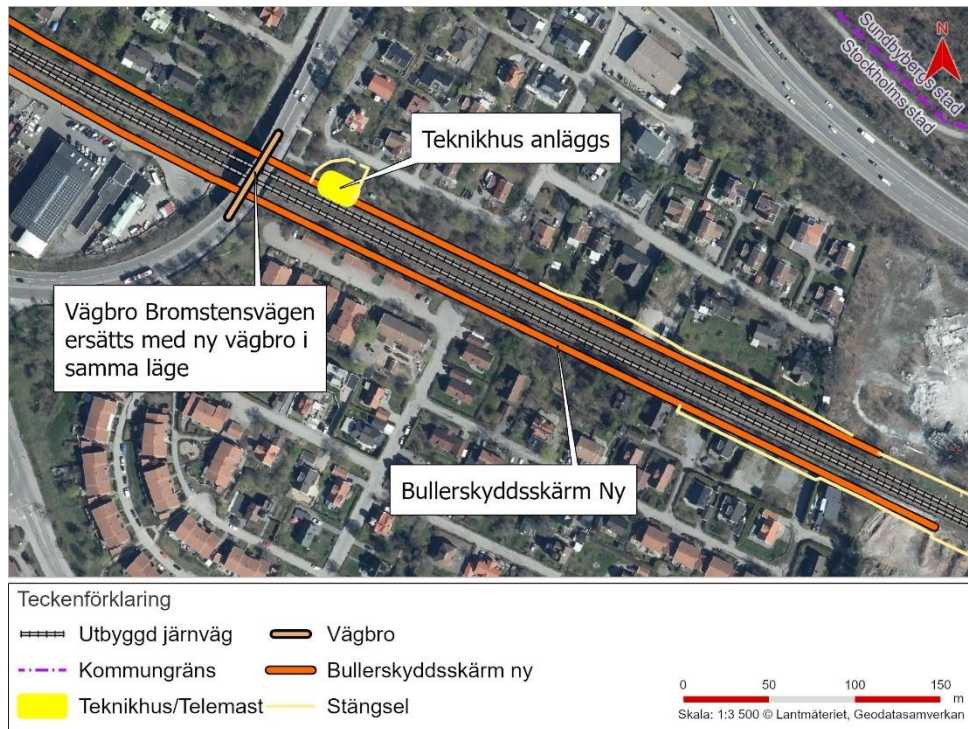 Sundbybergs stad
Stockholms stad
N
Teknikhus anläggs
Vägbro Bromstensvägen
ersätts med ny vägbro i
samma läge
Bullerskyddsskärm Ny
Teckenförklaring
Utbyggd järnväg
Vägbro
Kommungräns
Bullerskyddsskärm ny
Teknikhus/Telemast
Stängsel
0 50 100 150
m
Skala: 1:3 500 © Lantmäteriet, Geodatasamverkan